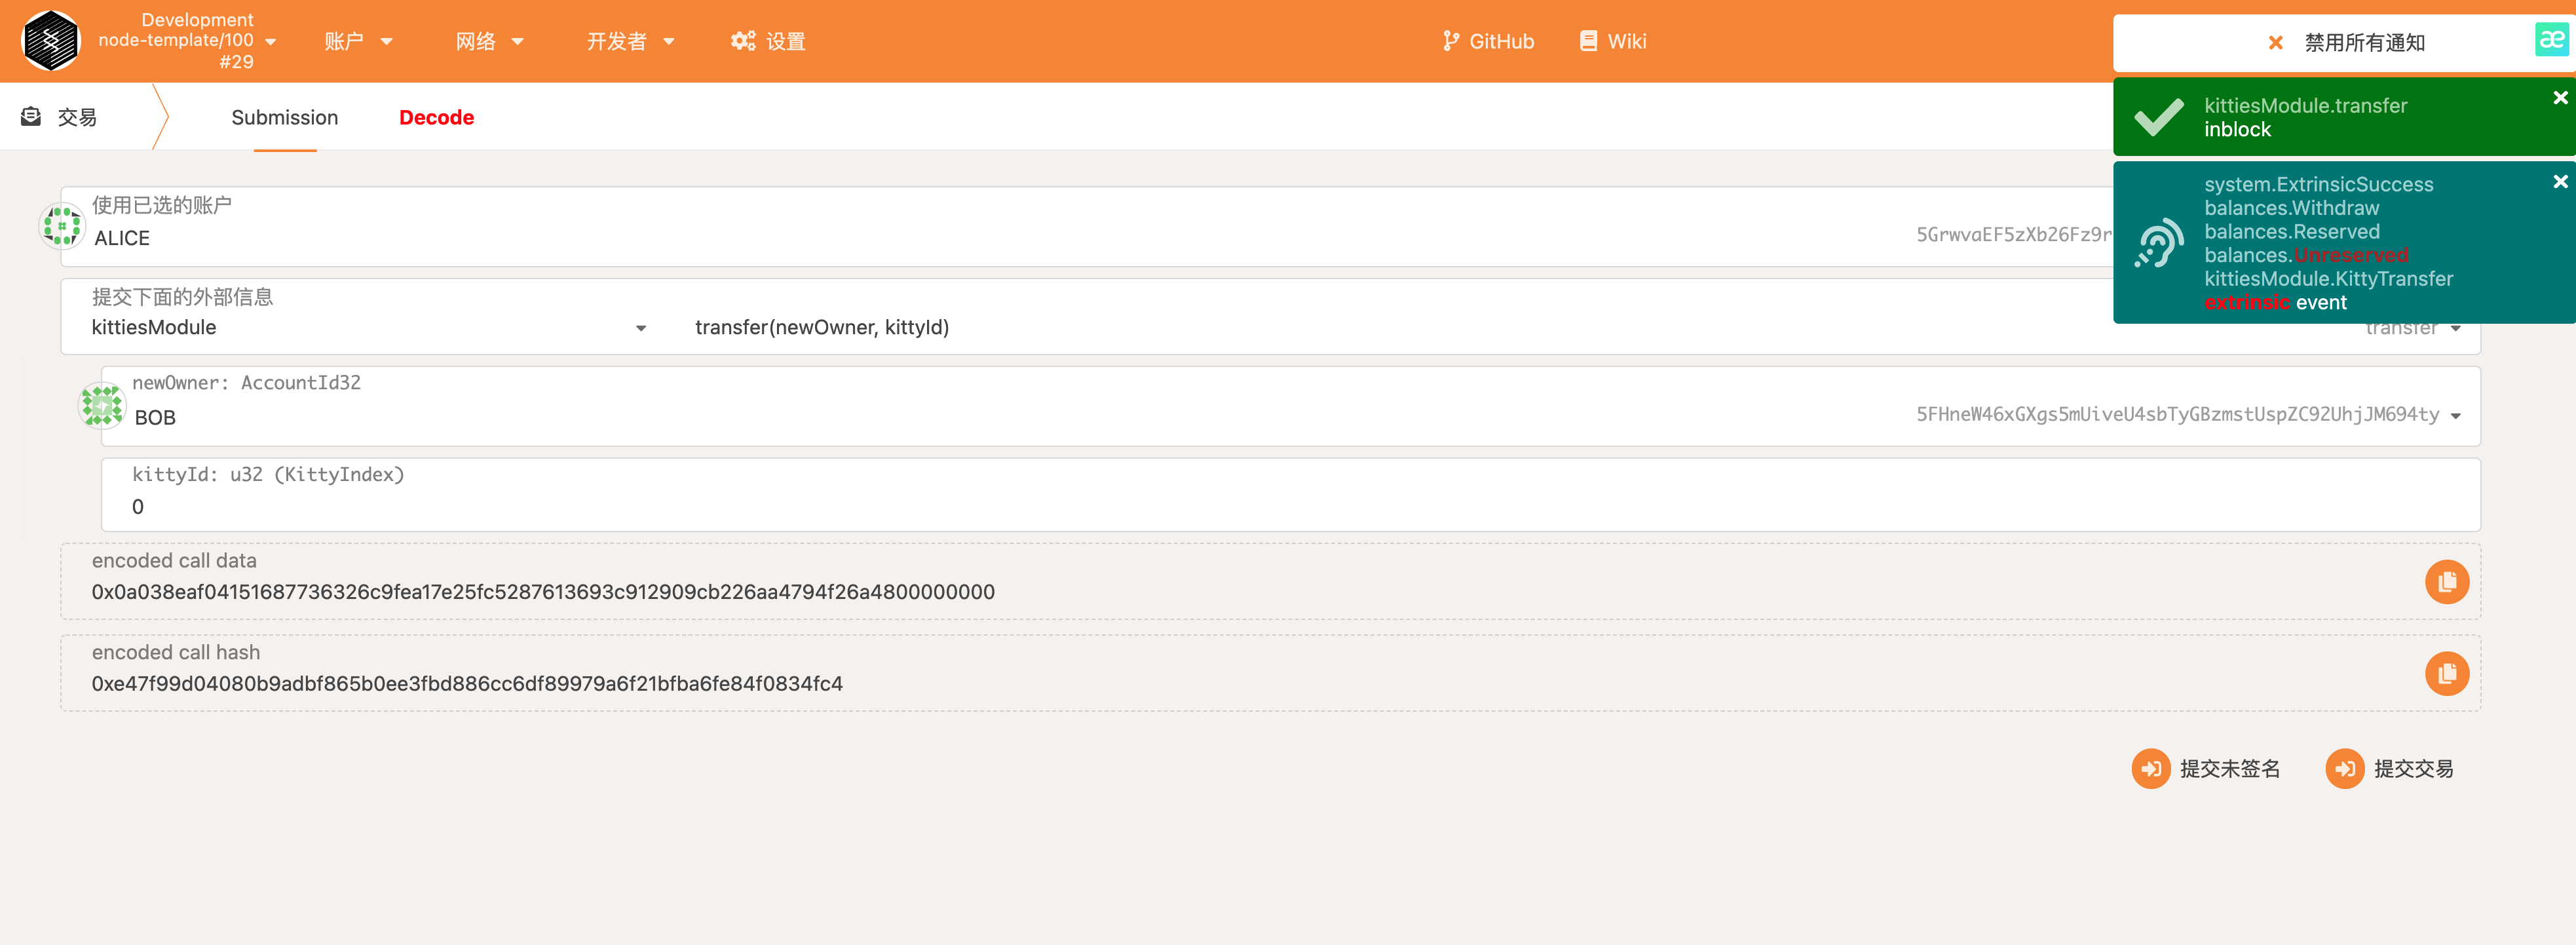 Development
node-template/100
#29
账户
网络
开发者
设置
GitHub
Wiki
禁用所有通知
æ
交易
Submission
Decode
kittiesModule.transfer
inblock
system.ExtrinsicSuccess
balances.Withdraw
balances.Reserved
balances.Unreserved
kittiesModule.KittyTransfer
extrinsic event
使用已选的账户
ALICE
5GrwvaEF5zXb26Fz9r
提交下面的外部信息
kittiesModule
transfer(newOwner, kittyId)
transfer
newOwner: AccountId32
BOB
5FHneW46xGXgs5mUiveU4sbTyGBzmstUspZC92UhjJM694ty
kittyId: u32 (KittyIndex)
0
encoded call data
0x0a038eaf04151687736326c9fea17e25fc5287613693c912909cb226aa4794f26a4800000000
encoded call hash
0xe47f99d04080b9adbf865b0ee3fbd886cc6df89979a6f21bfba6fe84f0834fc4
提交未签名
提交交易